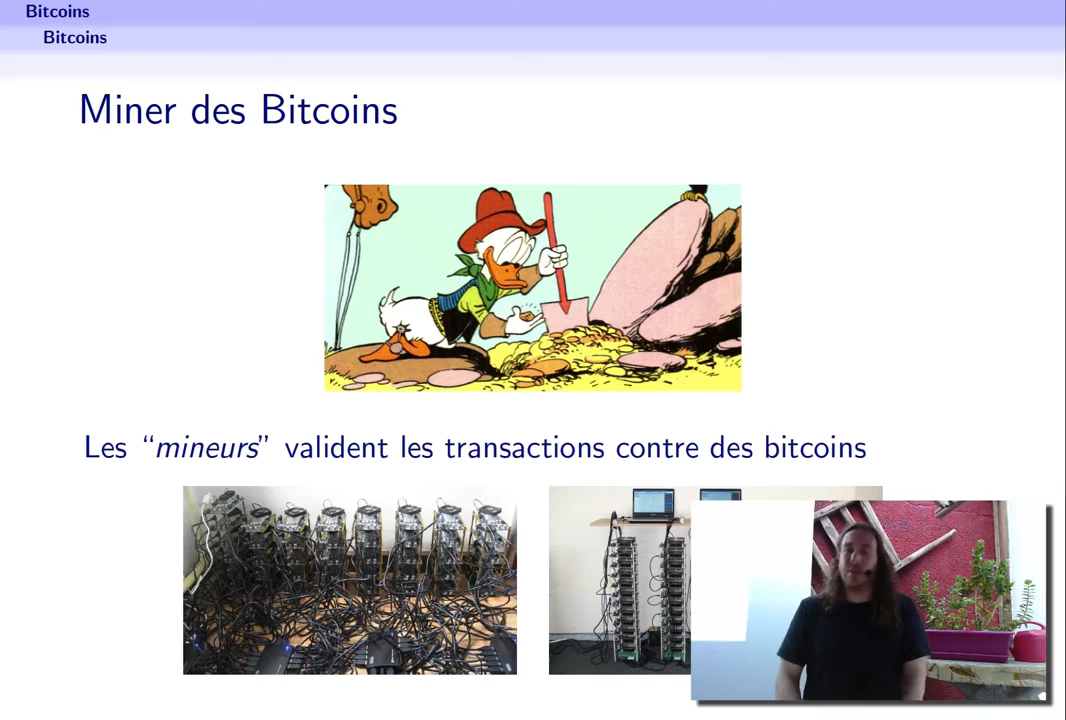 Bitcoins
Bitcoins
Miner des Bitcoins
Les “mineurs” valident les transactions contre des bitcoins